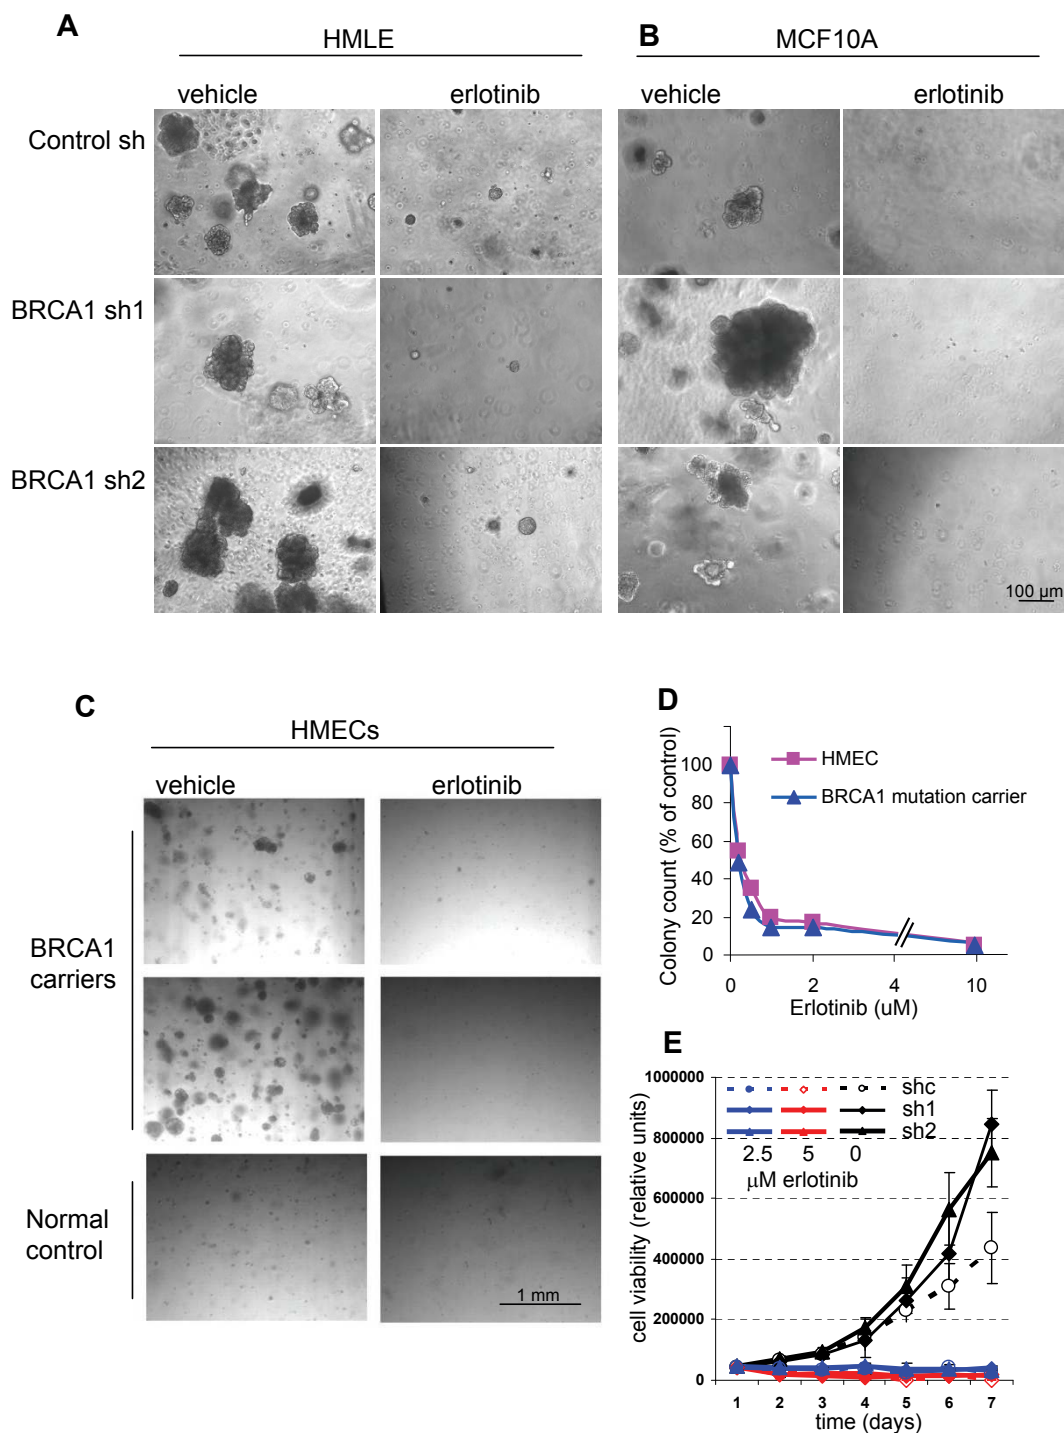 A
HMLE
B
MCF10A
vehicle
erlotinib
vehicle
erlotinib
Control sh
BRCA1 sh1
BRCA1 sh2
100 µm
C
HMECs
vehicle
erlotinib
BRCA1
carriers
Normal
control
1 mm
D
Colony count (% of control)
100
80
60
40
20
0
HMEC
BRCA1 mutation carrier
0
2
4
10
Erlotinib (uM)
E
cell viability (relative units)
1000000
800000
600000
400000
200000
0
shc
sh1
sh2
2.5
5
0
µM erlotinib
1
2
3
4
5
6
7
time (days)